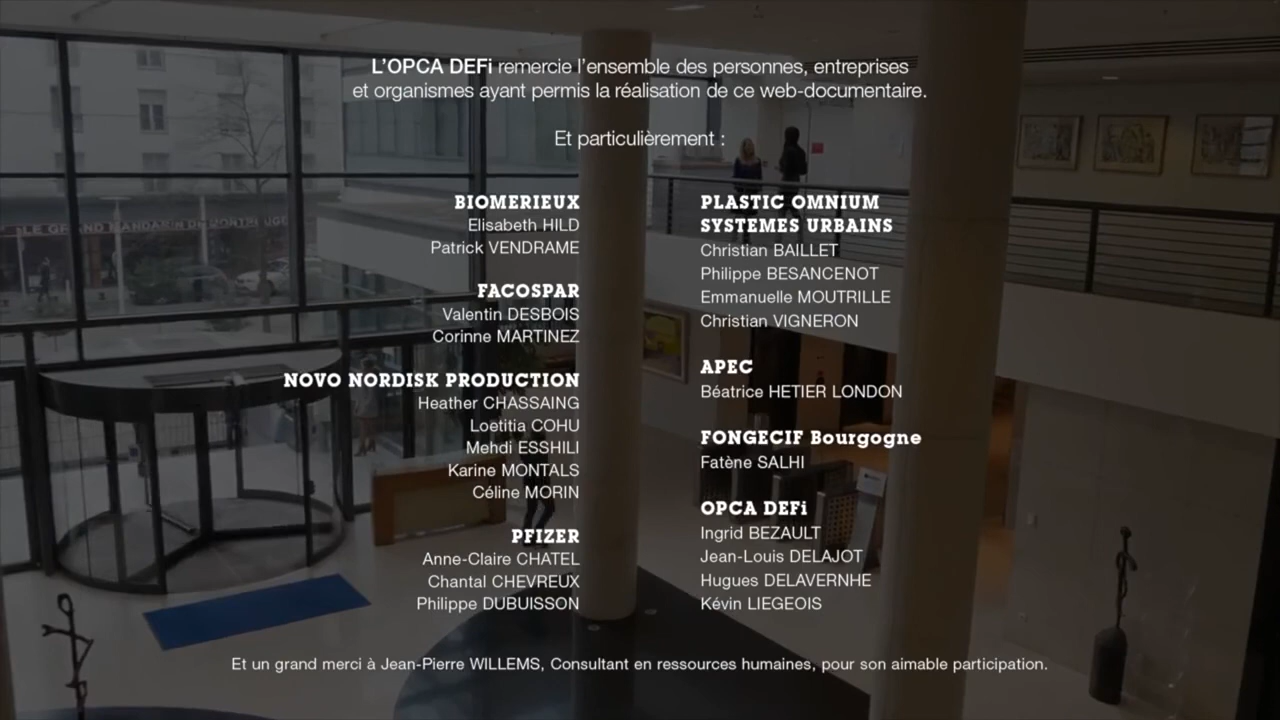 L'OPCA DEFi remercie l'ensemble des personnes, entreprises
et organismes ayant permis la réalisation de ce web-documentaire.
Et particulièrement :
BIOMERIEUX
Elisabeth HILD
Patrick VENDRAME
FACOSPAR
Valentin DESBOIS
Corinne MARTINEZ
NOVO NORDISK PRODUCTION
Heather CHASSAING
Loetitia COHU
Mehdi ESSHILI
Karine MONTALS
Céline MORIN
PFIZER
Anne-Claire CHATEL
Chantal CHEVREUX
Philippe DUBUISSON
PLASTIC OMNIUM
SYSTEMES URBAINS
Christian BAILLET
Philippe BESANCENOT
Emmanuelle MOUTRILLE
Christian VIGNERON
APEC
Béatrice HETIER LONDON
FONGECIF Bourgogne
Fatène SALHI
OPCA DEFi
Ingrid BEZAULT
Jean-Louis DELAJOT
Hugues DELAVERNHE
Kévin LIEGEOIS
Et un grand merci à Jean-Pierre WILLEMS, Consultant en ressources humaines, pour son aimable participation.
LE GRAND MANDARIN DE MONTROUGE